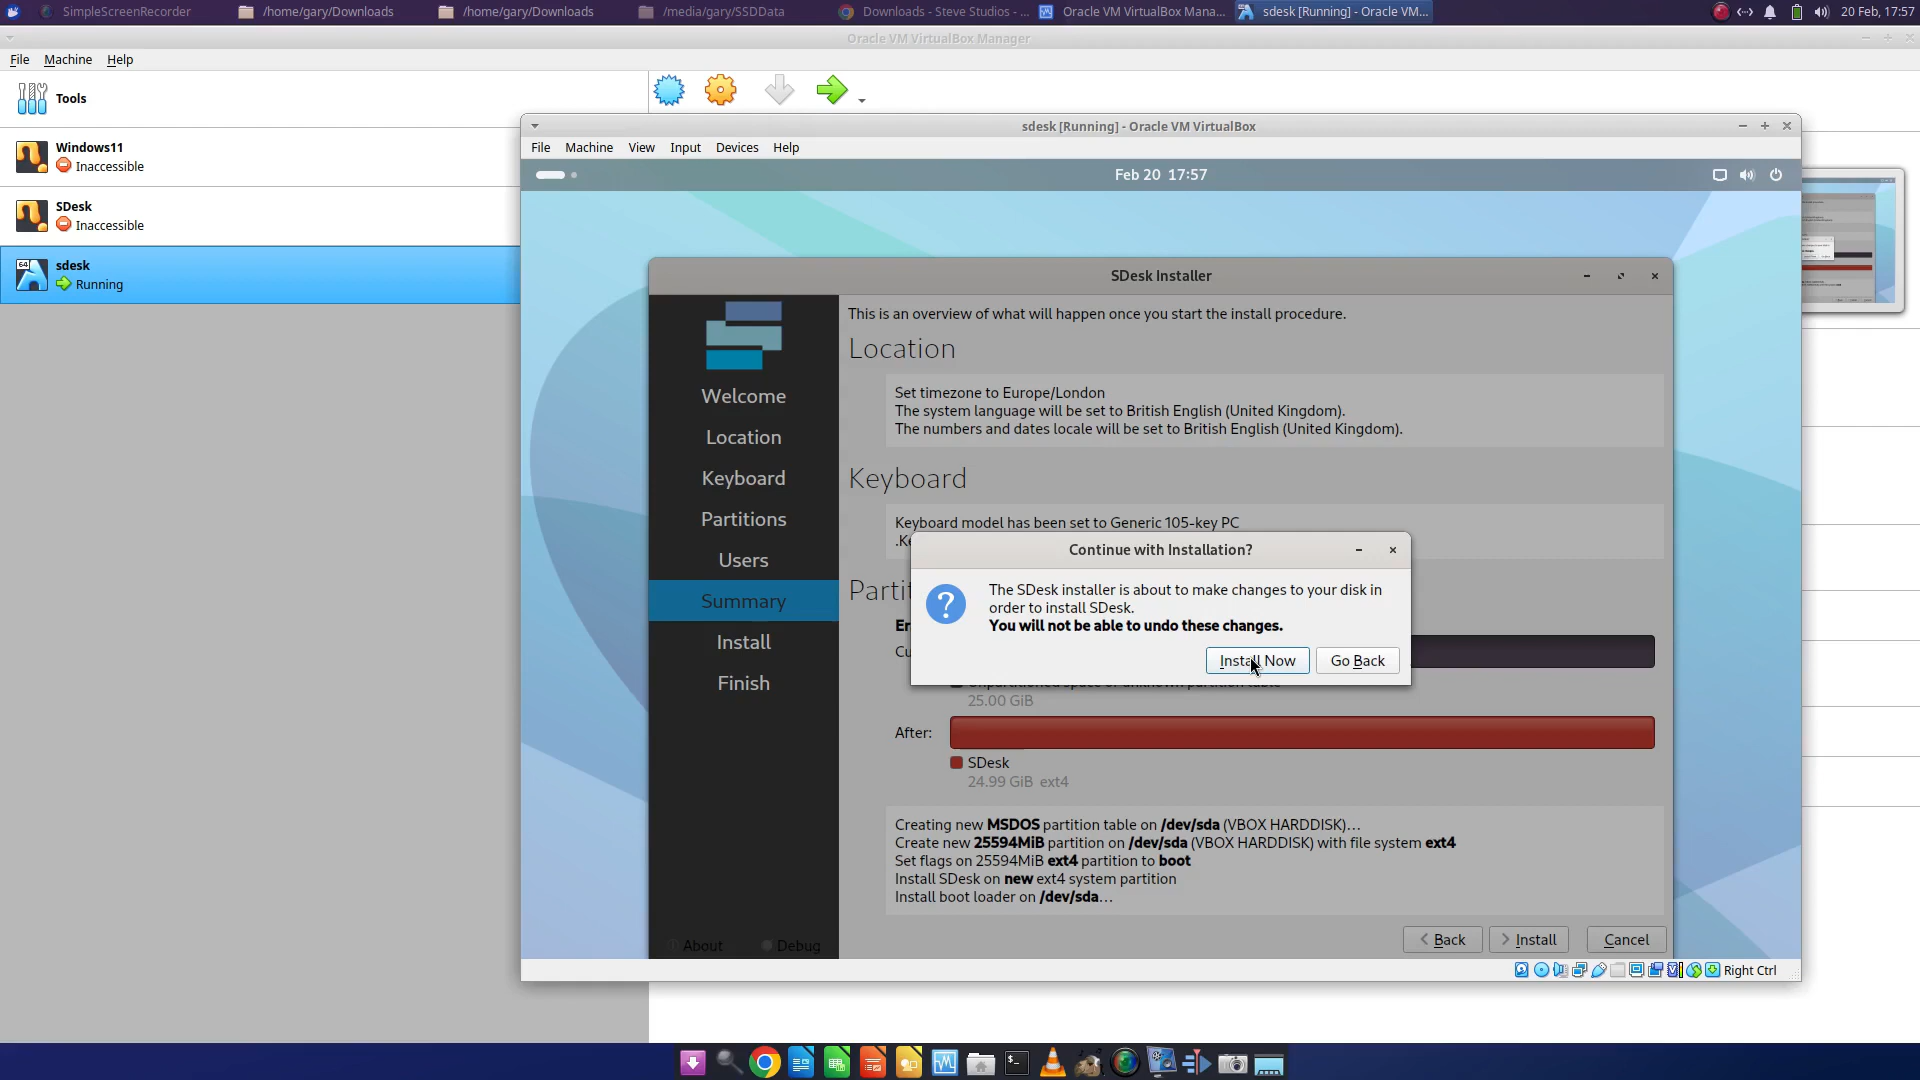 SimpleScreenRecorder
/home/gary/Downloads
/home/gary/Downloads
/media/gary/SSDData
Downloads - Steve Studios - ...
Oracle VM VirtualBox Mana...
sdesk [Running] - Oracle VM...
20 Feb, 17:57
Oracle VM VirtualBox Manager
File Machine Help
Tools
Windows11
Inaccessible
SDesk
Inaccessible
64
sdesk
Running
sdesk [Running] - Oracle VM VirtualBox
File Machine View Input Devices Help
Feb 20 17:57
SDesk Installer
Welcome
Location
Keyboard
Partitions
Users
Summary
Install
Finish
About
Debug
This is an overview of what will happen once you start the install procedure.
Location
Set timezone to Europe/London
The system language will be set to British English (United Kingdom).
The numbers and dates locale will be set to British English (United Kingdom).
Keyboard
Keyboard model has been set to Generic 105-key PC
Continue with Installation?
The SDesk installer is about to make changes to your disk in
order to install SDesk.
You will not be able to undo these changes.
Install Now
Go Back
25.00 GiB
After:
SDesk
24.99 GiB ext4
Creating new MSDOS partition table on /dev/sda (VBOX HARDDISK)...
Create new 25594MiB partition on /dev/sda (VBOX HARDDISK) with file system ext4
Set flags on 25594MiB ext4 partition to boot
Install SDesk on new ext4 system partition
Install boot loader on /dev/sda...
Back
Install
Cancel
Right Ctrl